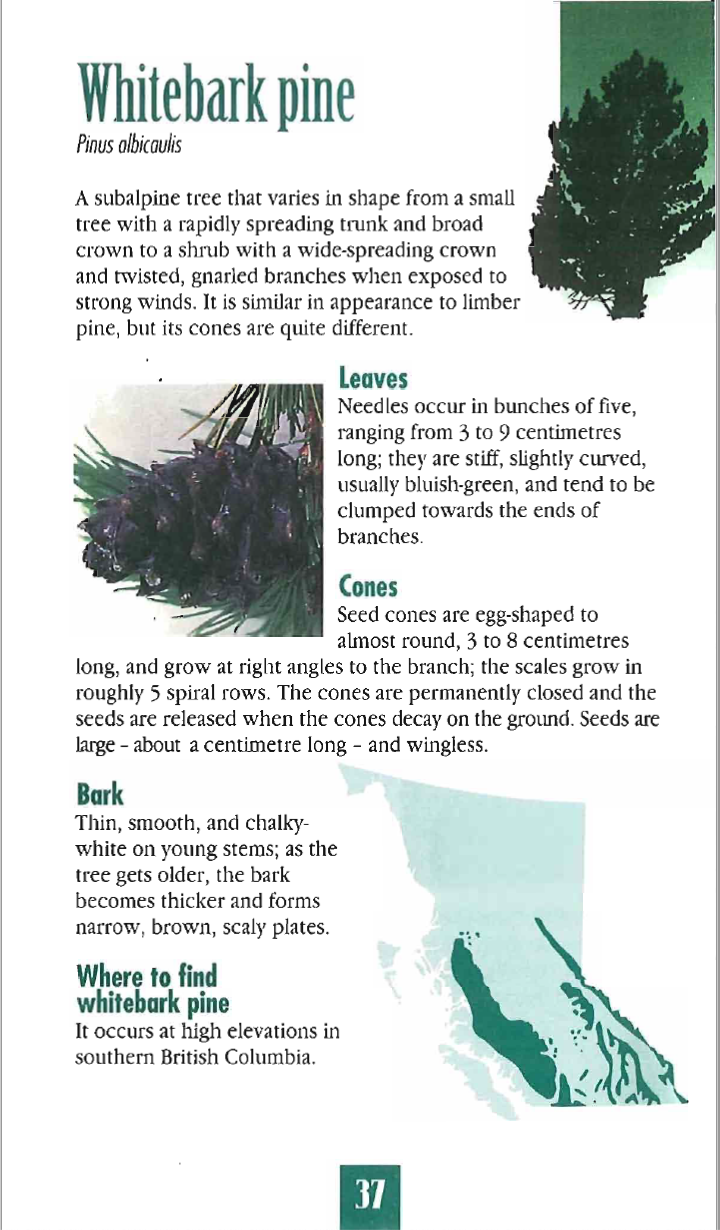 Whitebark pine
Pinus albicaulis
A subalpine tree that varies in shape from a small
tree with a rapidly spreading trunk and broad
crown to a shrub with a wide-spreading crown
and twisted, gnarled branches when exposed to
strong winds. It is similar in appearance to limber
pine, but its cones are quite different.
Leaves
Needles occur in bunches of five,
ranging from 3 to 9 centimetres
long; they are stiff, slightly curved,
usually bluish-green, and tend to be
clumped towards the ends of
branches.
Cones
Seed cones are egg-shaped to
almost round, 3 to 8 centimetres
long, and grow at right angles to the branch; the scales grow in
roughly 5 spiral rows. The cones are permanently closed and the
seeds are released when the cones decay on the ground. Seeds are
large – about a centimetre long – and wingless.
Bark
Thin, smooth, and chalky-
white on young stems; as the
tree gets older, the bark
becomes thicker and forms
narrow, brown, scaly plates.
Where to find
whitebark pine
It occurs at high elevations in
southern British Columbia.
37